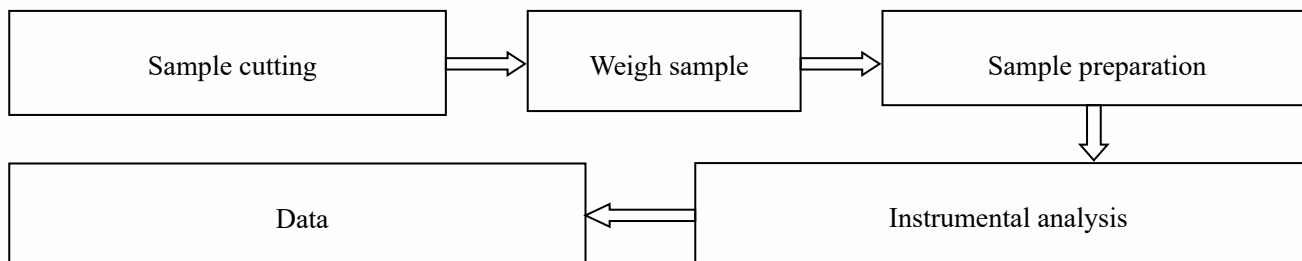 Sample cutting
Weigh sample
Sample preparation
Instrumental analysis
Data